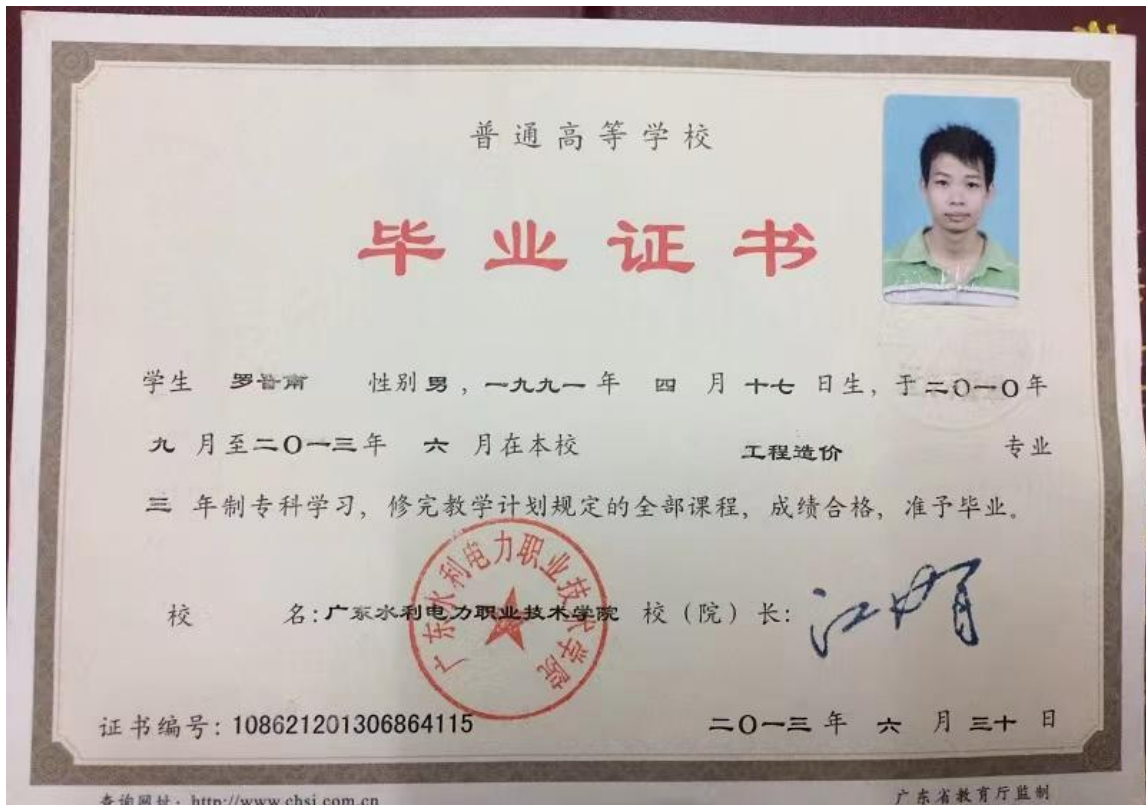 普通高等学校
毕业证书
学生 罗晋南 性别男，一九九一年 四 月 十七 日生，于二〇一〇年
九 月至二〇一三年 六 月在本校 工程造价 专业
三 年制专科学习，修完教学计划规定的全部课程，成绩合格，准予毕业。
广东水利电力职业技术学院
校 名：广东水利电力职业技术学院 校（院）长：
证书编号：108621201306864115 二〇一三年 六 月 三十 日
查询网址：http://www.chsi.com.cn 广东省教育厅监制